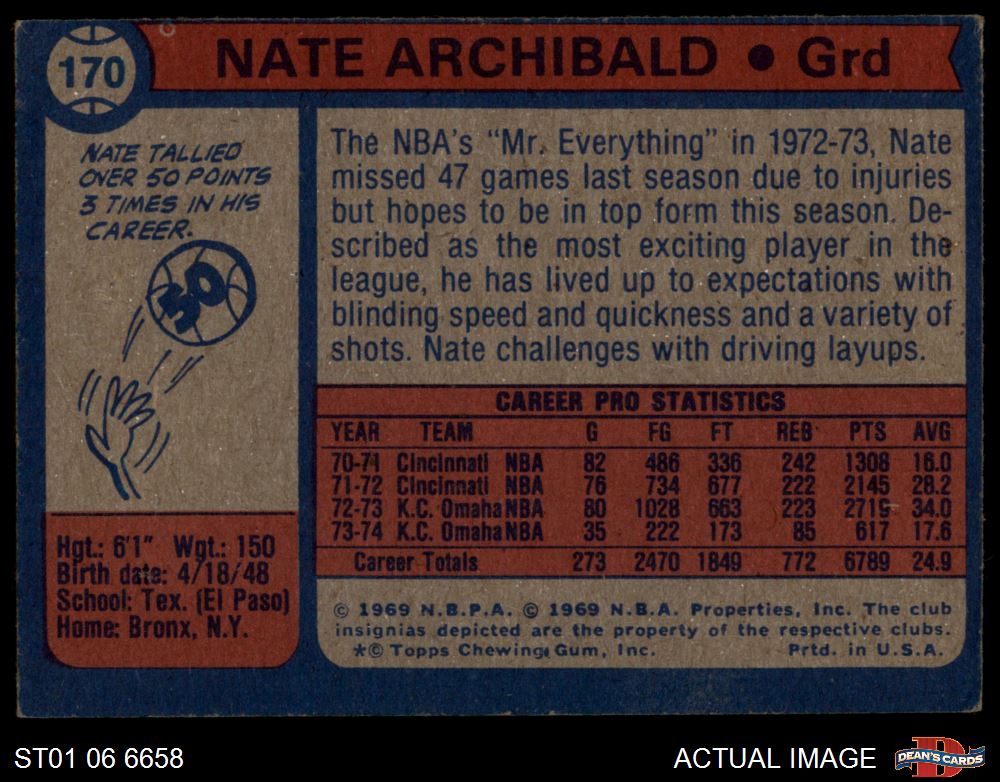 170
NATE ARCHIBALD ● Grd
NATE TALLIED
OVER 50 POINTS
3 TIMES IN HIS
CAREER.
50
The NBA's "Mr. Everything" in 1972-73, Nate
missed 47 games last season due to injuries
but hopes to be in top form this season. De-
scribed as the most exciting player in the
league, he has lived up to expectations with
blinding speed and quickness and a variety of
shots. Nate challenges with driving layups.
CAREER PRO STATISTICS
YEAR TEAM G FG FT REB PTS AVG
70-71 Cincinnati NBA 82 486 336 242 1308 16.0
71-72 Cincinnati NBA 76 734 677 222 2145 28.2
72-73 K.C. Omaha NBA 80 1028 663 223 2719 34.0
73-74 K.C. Omaha NBA 35 222 173 85 617 17.6
Career Totals 273 2470 1849 772 6789 24.9
Hgt.: 6'1" Wgt.: 150
Birth date: 4/18/48
School: Tex. (El Paso)
Home: Bronx, N.Y.
© 1969 N.B.P.A. © 1969 N.B.A. Properties, Inc. The club
insignias depicted are the property of the respective clubs.
*© Topps Chewing Gum, Inc. Prtd. in U.S.A.
ST01 06 6658
ACTUAL IMAGE
D
DEAN'S CARDS